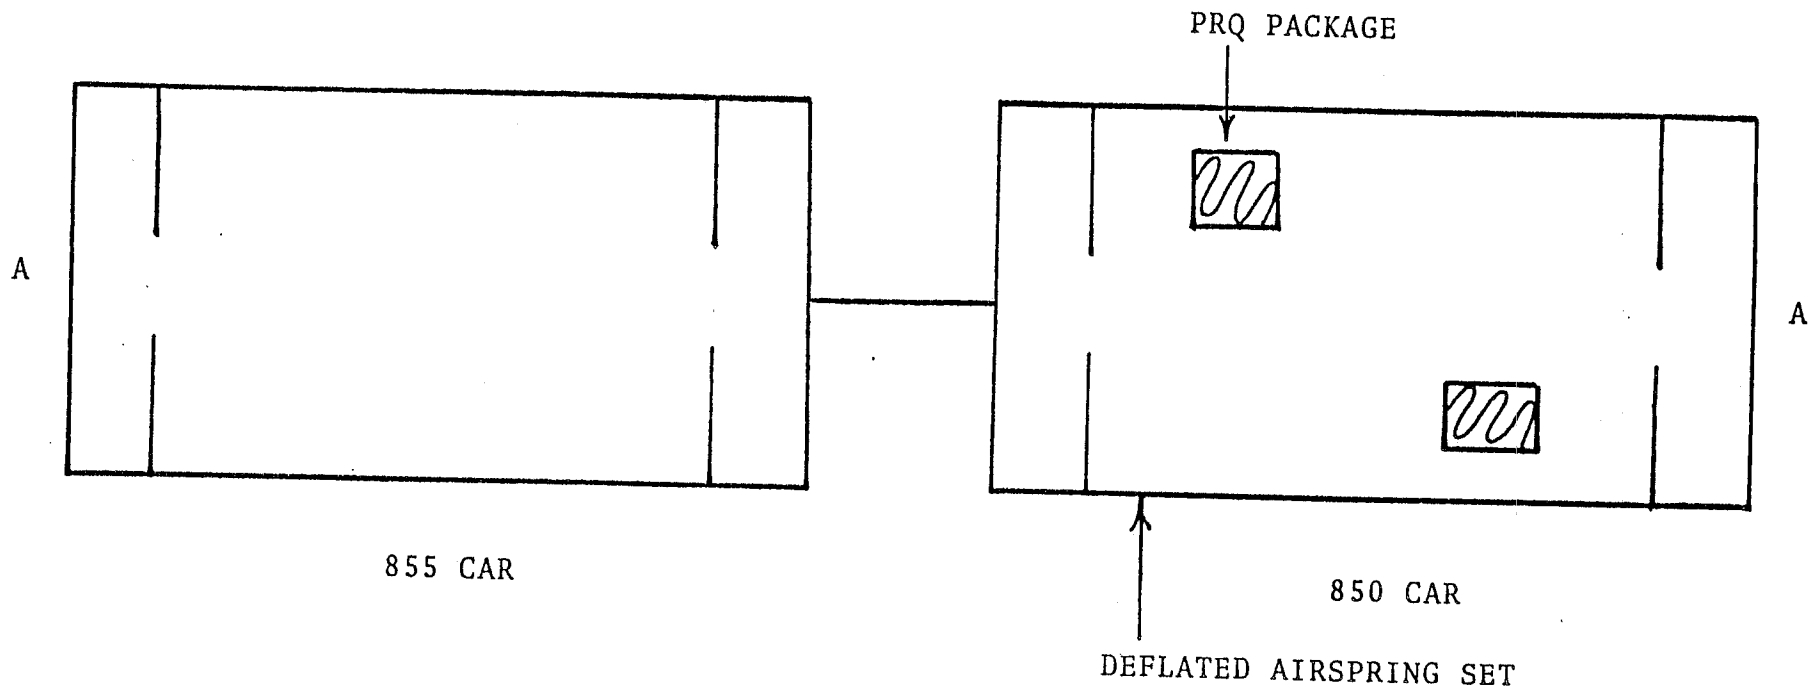 PRQ PACKAGE
A
A
855 CAR
850 CAR
DEFLATED AIRSPRING SET